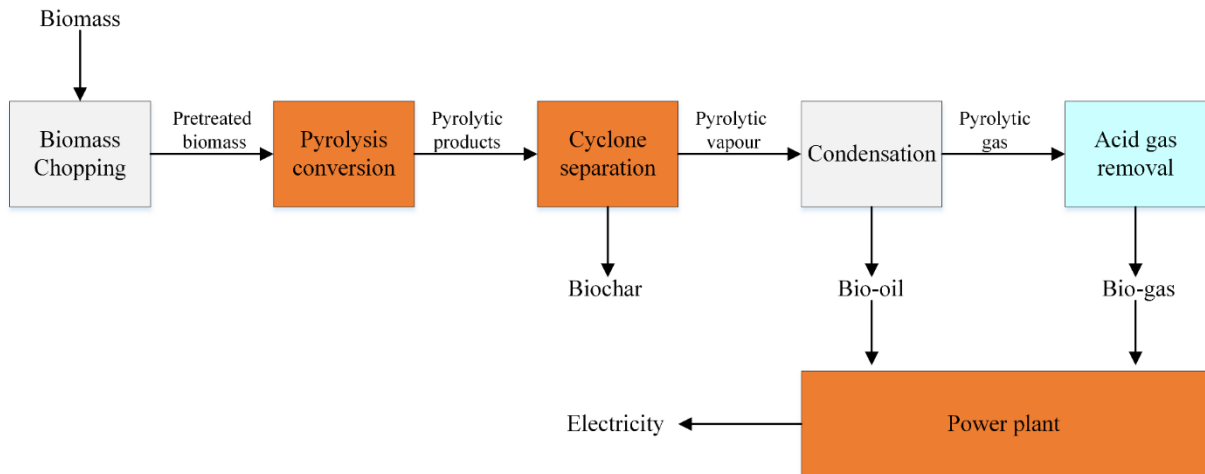 Biomass
Biomass
Chopping
Pretreated
biomass
Pyrolysis
conversion
Pyrolytic
products
Cyclone
separation
Pyrolytic
vapour
Condensation
Pyrolytic
gas
Acid gas
removal
Biochar
Bio-oil
Bio-gas
Electricity
Power plant